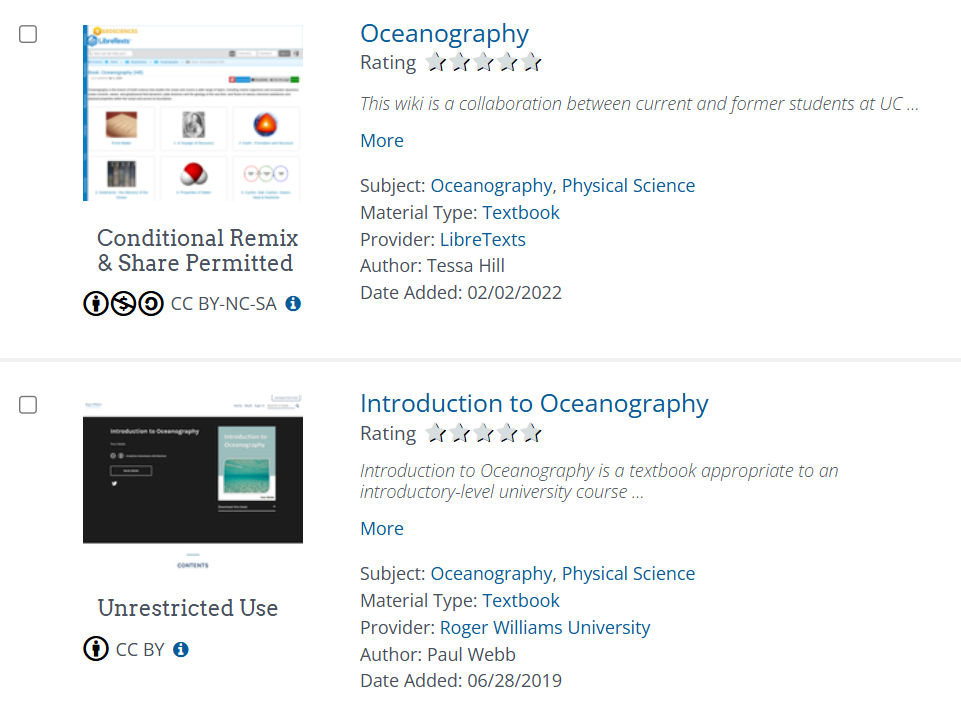 Oceanography
Rating
This wiki is a collaboration between current and former students at UC ...
More
Subject: Oceanography, Physical Science
Material Type: Textbook
Provider: LibreTexts
Author: Tessa Hill
Date Added: 02/02/2022
LibreTexts
Conditional Remix
& Share Permitted
CC BY-NC-SA
Introduction to Oceanography
Rating
Introduction to Oceanography is a textbook appropriate to an
introductory-level university course ...
More
Subject: Oceanography, Physical Science
Material Type: Textbook
Provider: Roger Williams University
Author: Paul Webb
Date Added: 06/28/2019
Introduction to Oceanography
Introduction to
Oceanography
CONTENTS
Unrestricted Use
CC BY